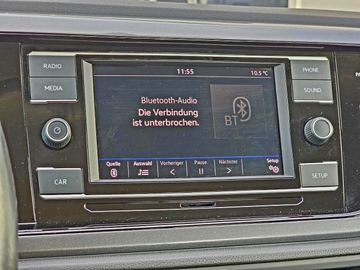 RADIO
MEDIA
CAR
11:55
10.5 °C
Bluetooth-Audio
Die Verbindung
ist unterbrochen.
BT
Quelle Auswahl Vorheriger Pause Nächster Setup
PHONE
SOUND
SETUP